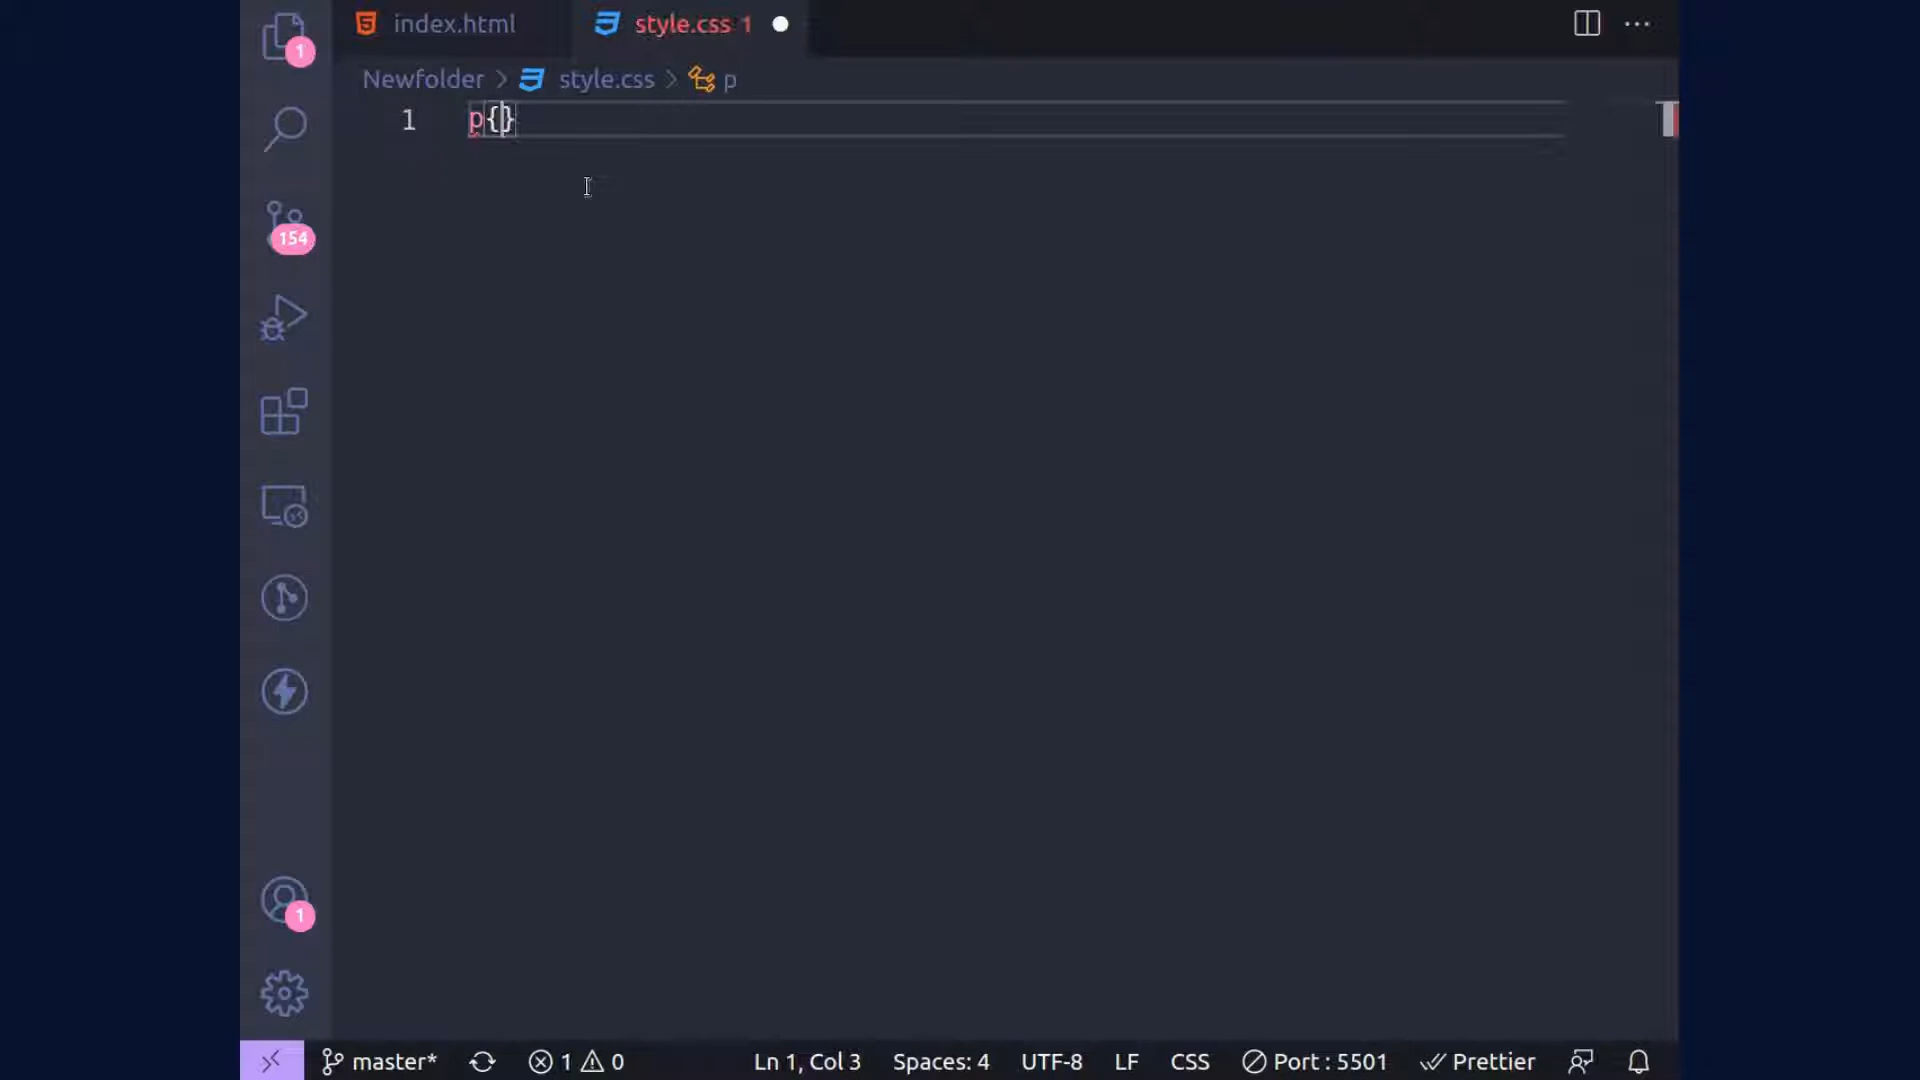 1
index.html
style.css 1
Newfolder > style.css > p
1 p{}
154
1
master* 1 0 Ln 1, Col 3 Spaces: 4 UTF-8 LF CSS Port : 5501 Prettier